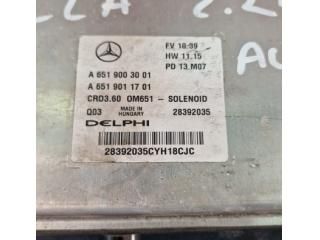 FV 16.39
HW 11.15
PD 13.M07
A 651 900 30 01
A 651 901 17 01
CRD3.60 OM651 - SOLENOID
Q03 MADE IN HUNGARY 28392035
DELPHI
28392035CYH18CJC